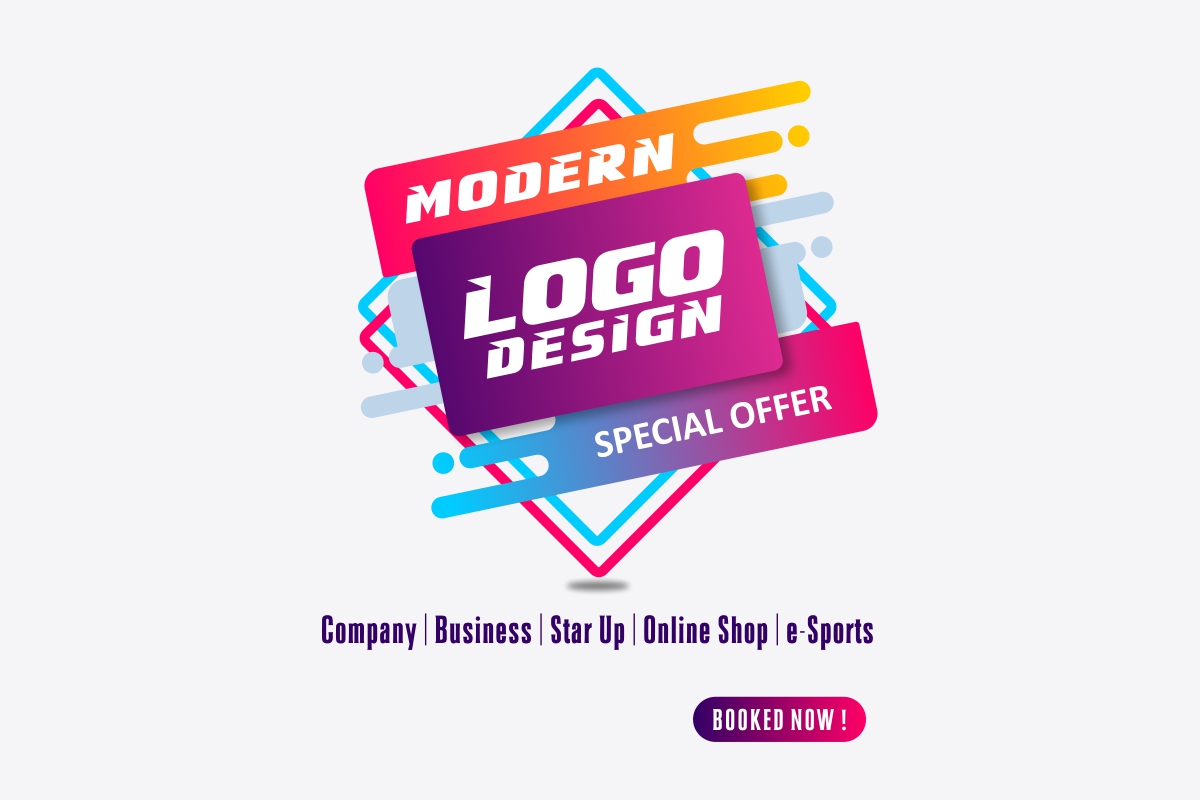 MODERN
LOGO
DESIGN
SPECIAL OFFER
Company | Business | Star Up | Online Shop | e-Sports
BOOKED NOW !